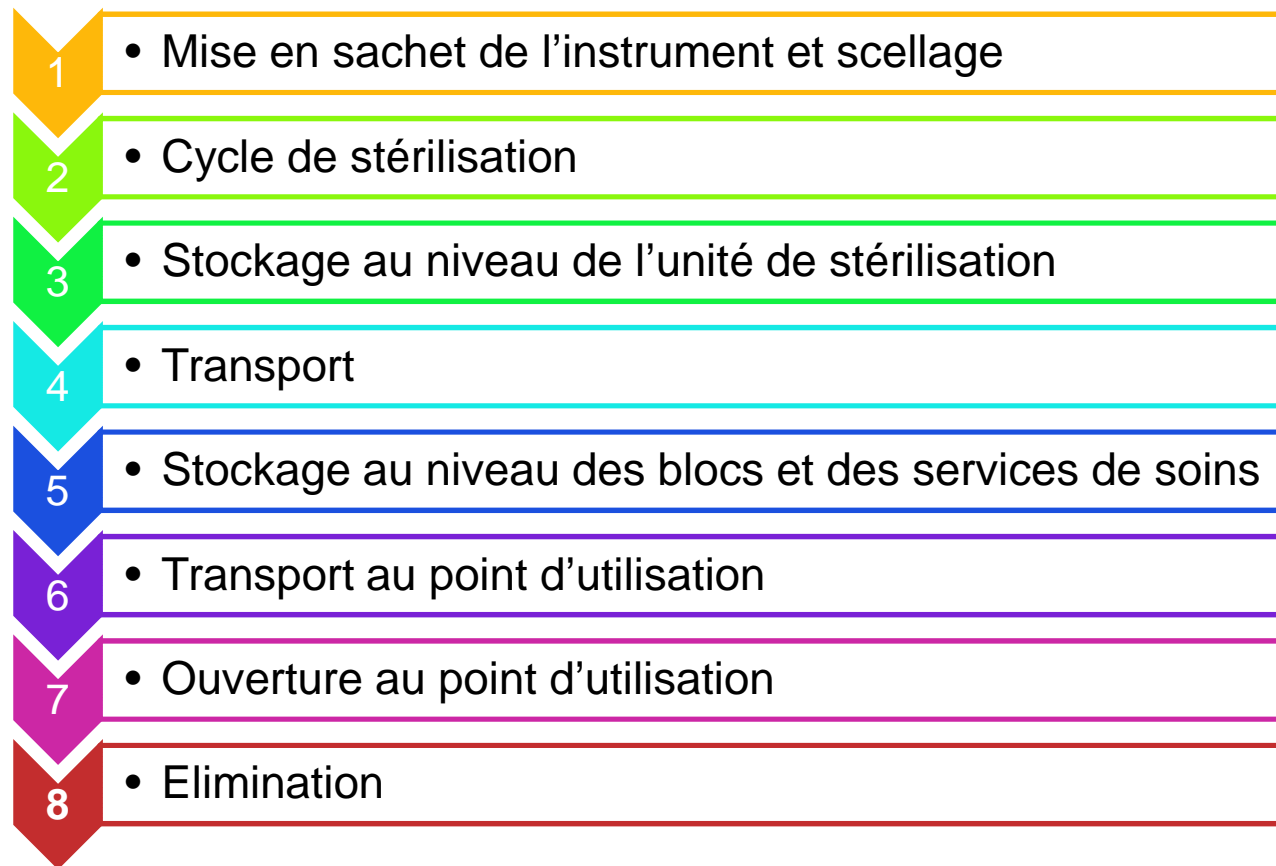 1
• Mise en sachet de l’instrument et scellage
2
• Cycle de stérilisation
3
• Stockage au niveau de l’unité de stérilisation
4
• Transport
5
• Stockage au niveau des blocs et des services de soins
6
• Transport au point d’utilisation
7
• Ouverture au point d’utilisation
8
• Elimination